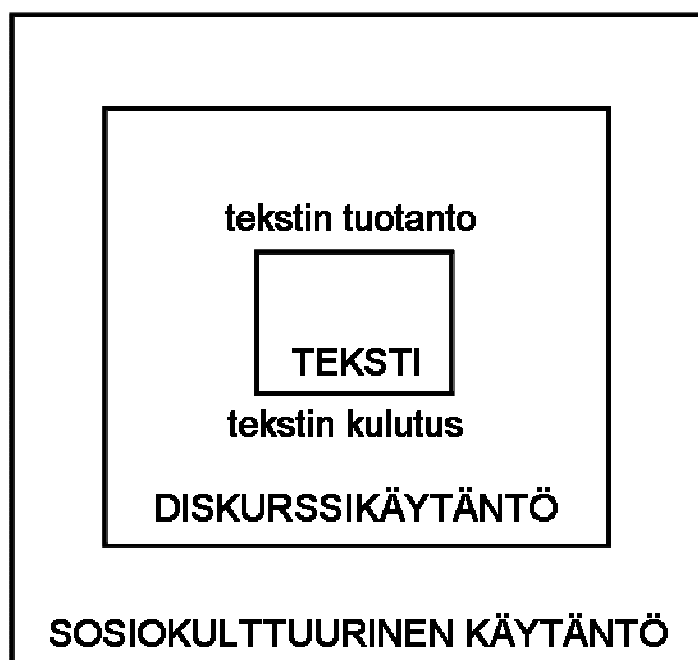 tekstin tuotanto
TEKSTI
tekstin kulutus
DISKURSSIKÄYTÄNTÖ
SOSIOKULTTUURINEN KÄYTÄNTÖ